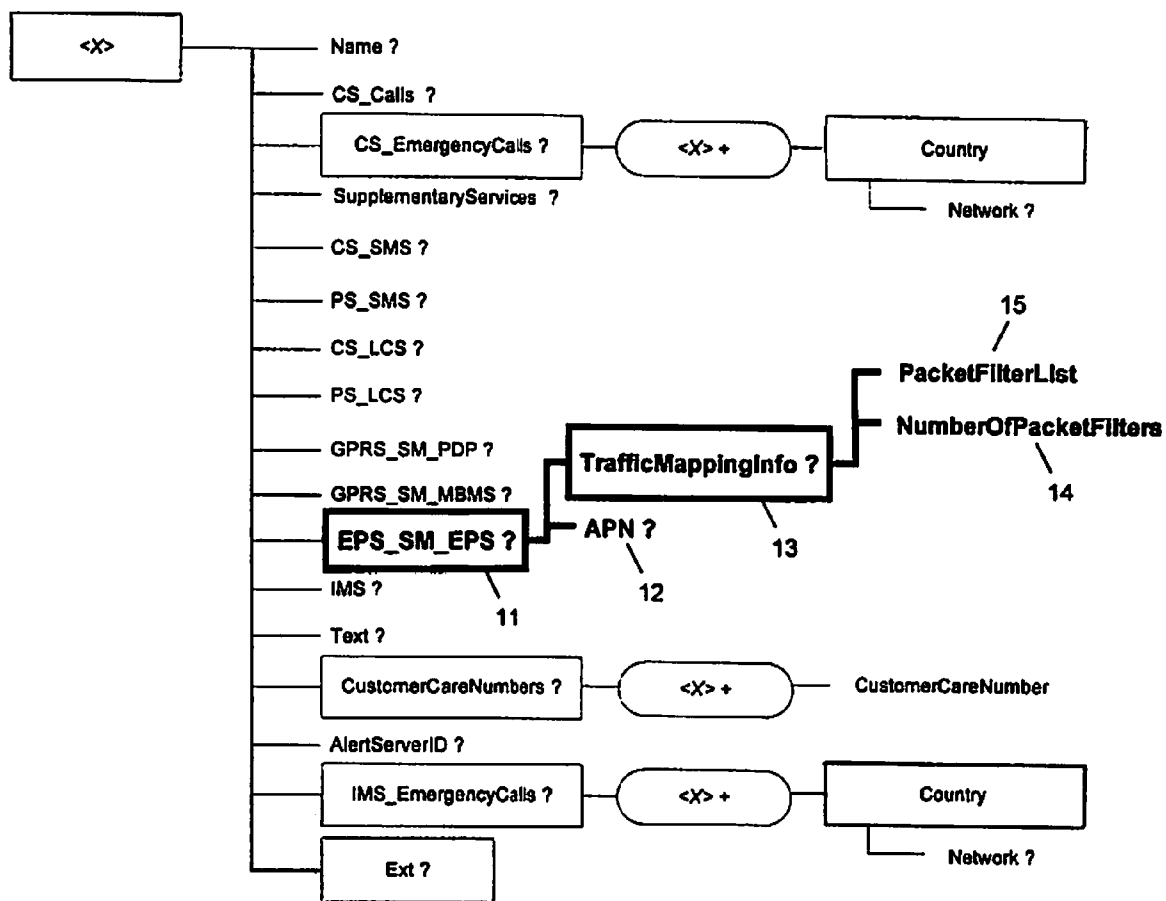 <X>
Name ?
CS_Calls ?
CS_EmergencyCalls ?
<X> +
Country
Network ?
SupplementaryServices ?
CS_SMS ?
PS_SMS ?
CS_LCS ?
PS_LCS ?
GPRS_SM_PDP ?
GPRS_SM_MBMS ?
EPS_SM_EPS ?
11
APN ?
12
TrafficMappingInfo ?
13
15
PacketFilterList
NumberOfPacketFilters
14
IMS ?
Text ?
CustomerCareNumbers ?
<X> +
CustomerCareNumber
AlertServerID ?
IMS_EmergencyCalls ?
<X> +
Country
Network ?
Ext ?